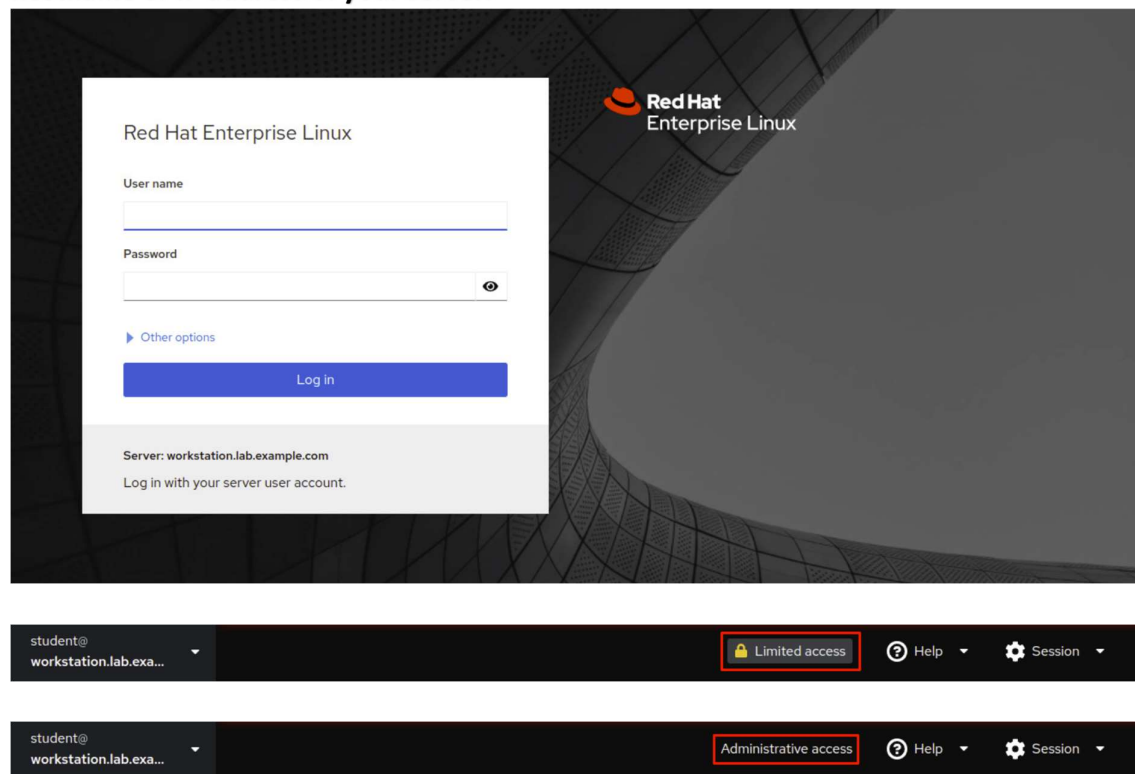 Red Hat
Enterprise Linux
Red Hat Enterprise Linux
User name
Password
Other options
Log in
Server: workstation.lab.example.com
Log in with your server user account.
student@
workstation.lab.exa...
Limited access
Help
Session
student@
workstation.lab.exa...
Administrative access
Help
Session